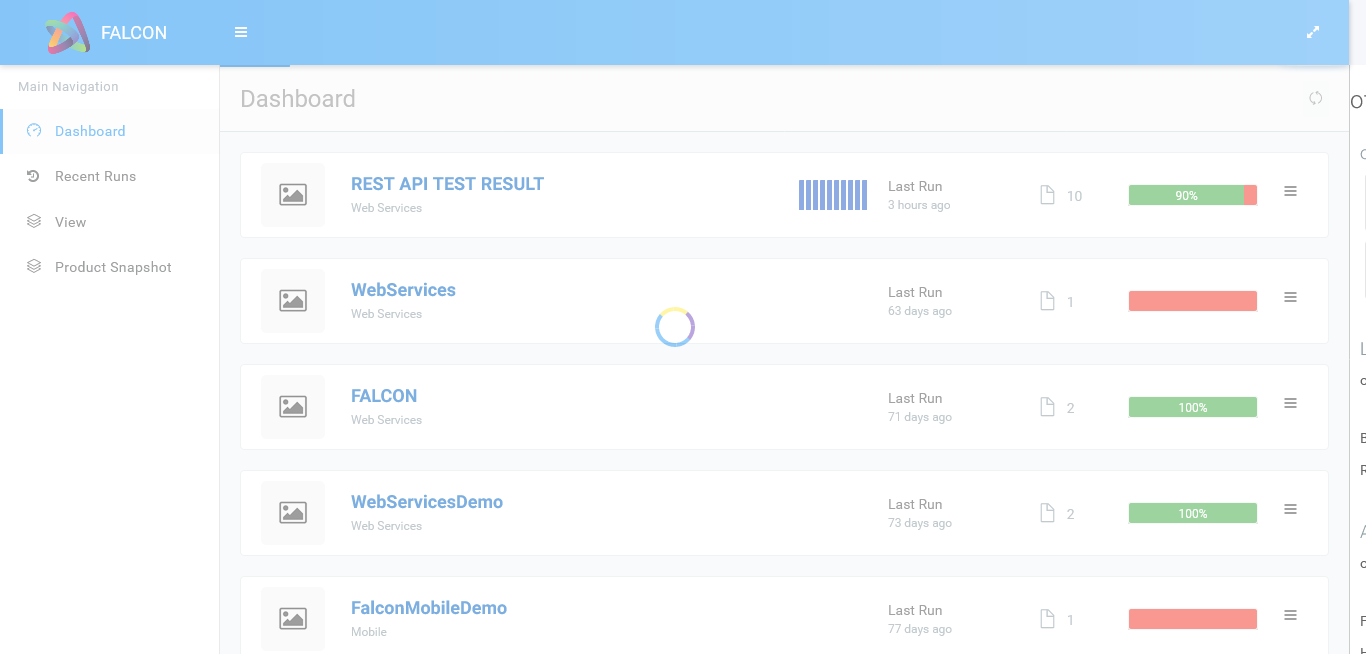 FALCON
Main Navigation
Dashboard
Recent Runs
View
Product Snapshot
Dashboard
REST API TEST RESULT
Web Services
Last Run
3 hours ago
10
90%
WebServices
Web Services
Last Run
63 days ago
1
FALCON
Web Services
Last Run
71 days ago
2
100%
WebServicesDemo
Web Services
Last Run
73 days ago
2
100%
FalconMobileDemo
Mobile
Last Run
77 days ago
1